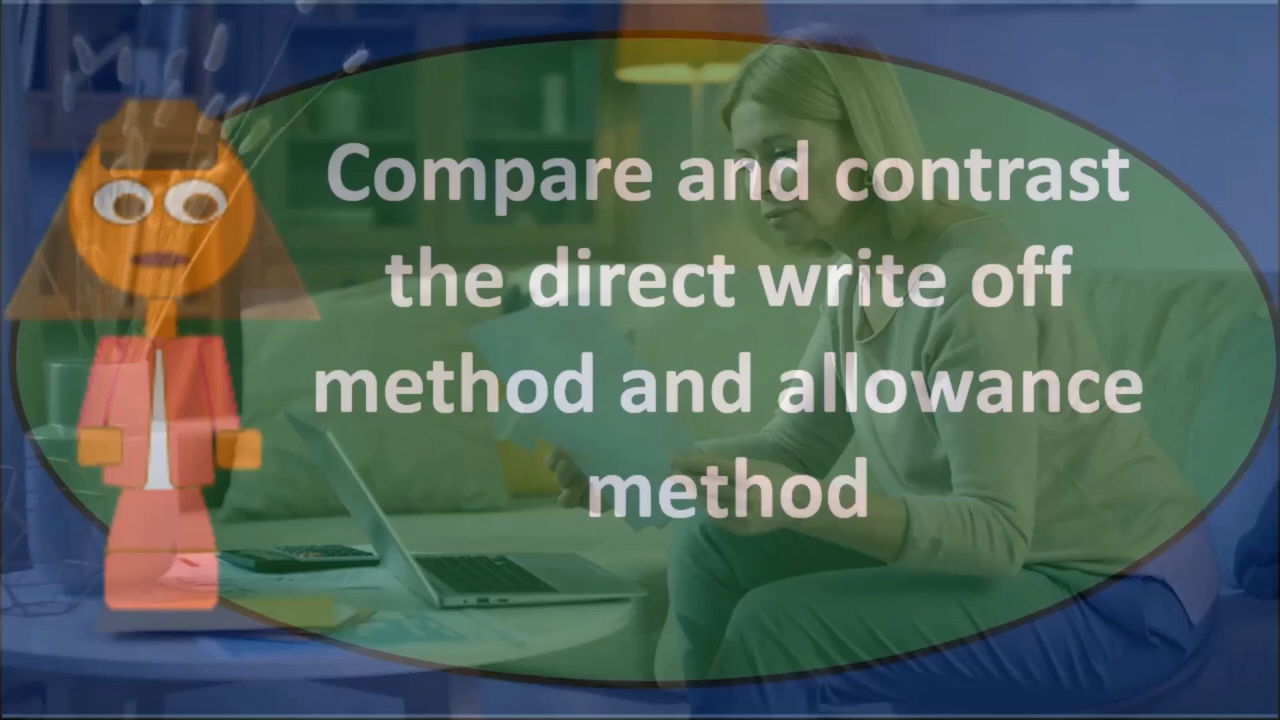 Compare and contrast
the direct write off
method and allowance
method